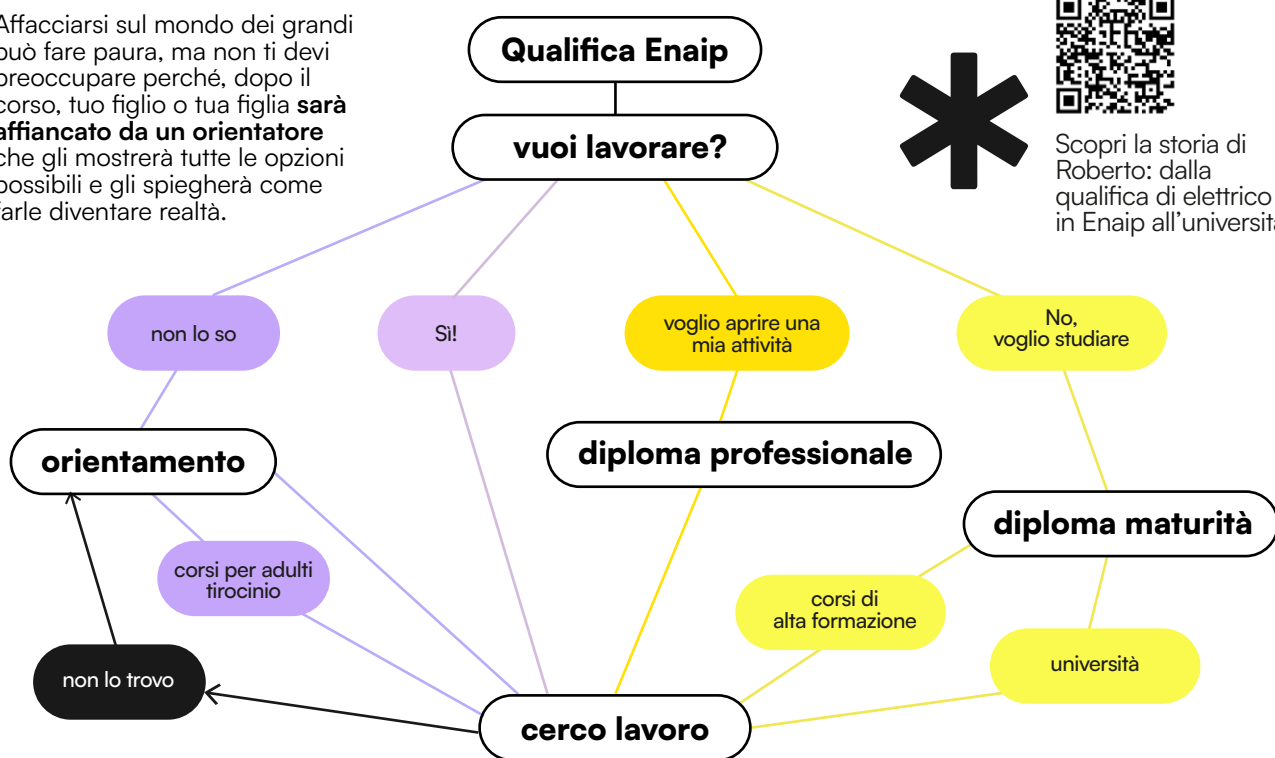 Affacciarsi sul mondo dei grandi
può fare paura, ma non ti devi
preoccupare perché, dopo il
corso, tuo figlio o tua figlia sarà
affiancato da un orientatore
che gli mostrerà tutte le opzioni
possibili e gli spiegherà come
farle diventare realtà.
Qualifica Enaip
vuoi lavorare?
Scopri la storia di
Roberto: dalla
qualifica di elettrico
in Enaip all'università
non lo so
Sì!
voglio aprire una
mia attività
No,
voglio studiare
orientamento
diploma professionale
diploma maturità
corsi per adulti
tirocinio
corsi di
alta formazione
non lo trovo
università
cerco lavoro